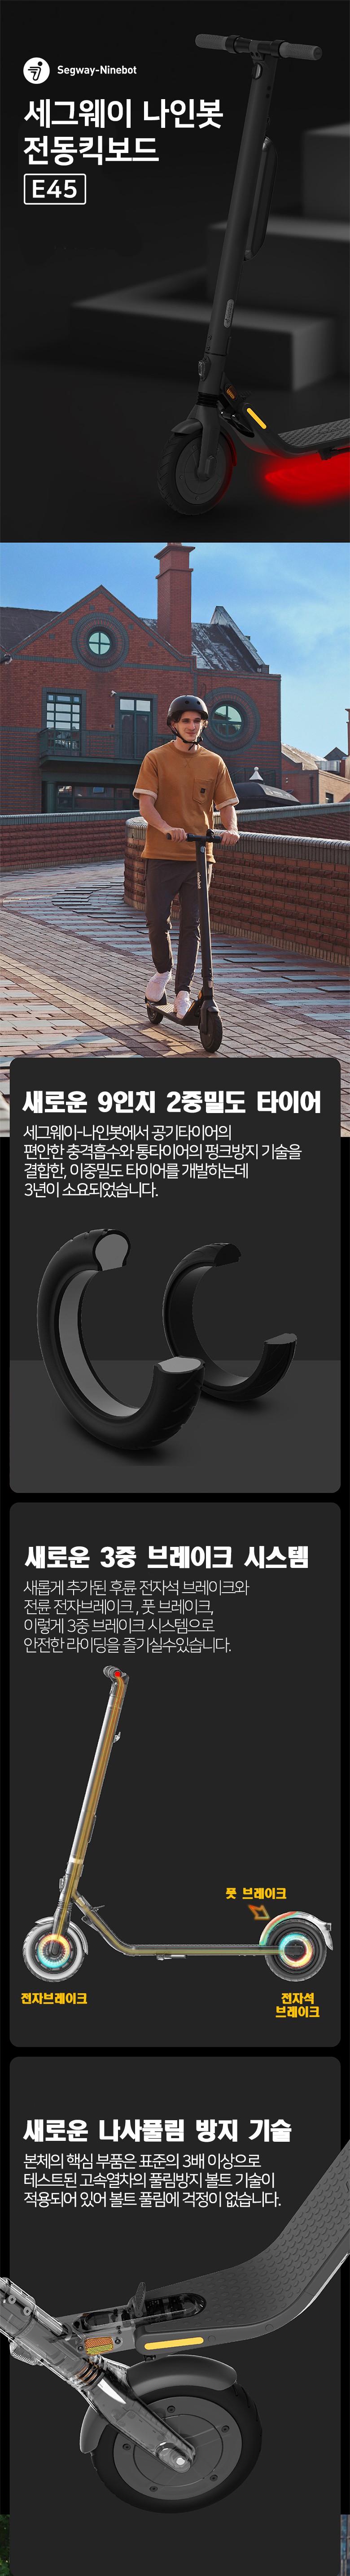 Segway-Ninebot
세그웨이 나인봇
전동킥보드
E45
새로운 9인치 2중밀도 타이어
세그웨이-나인봇에서 공기타이어의
편안한 충격흡수와 통타이어의 펑크방지 기술을
결합한, 이중밀도 타이어를 개발하는데
3년이 소요되었습니다.
새로운 3중 브레이크 시스템
새롭게 추가된 후륜 전자석 브레이크와
전륜 전자브레이크 , 풋 브레이크,
이렇게 3중 브레이크 시스템으로
안전한 라이딩을 즐기실수있습니다.
풋 브레이크
전자브레이크
전자석
브레이크
새로운 나사풀림 방지 기술
본체의 핵심 부품은 표준의 3배 이상으로
테스트된 고속열차의 풀림방지 볼트 기술이
적용되어 있어 볼트 풀림에 걱정이 없습니다.